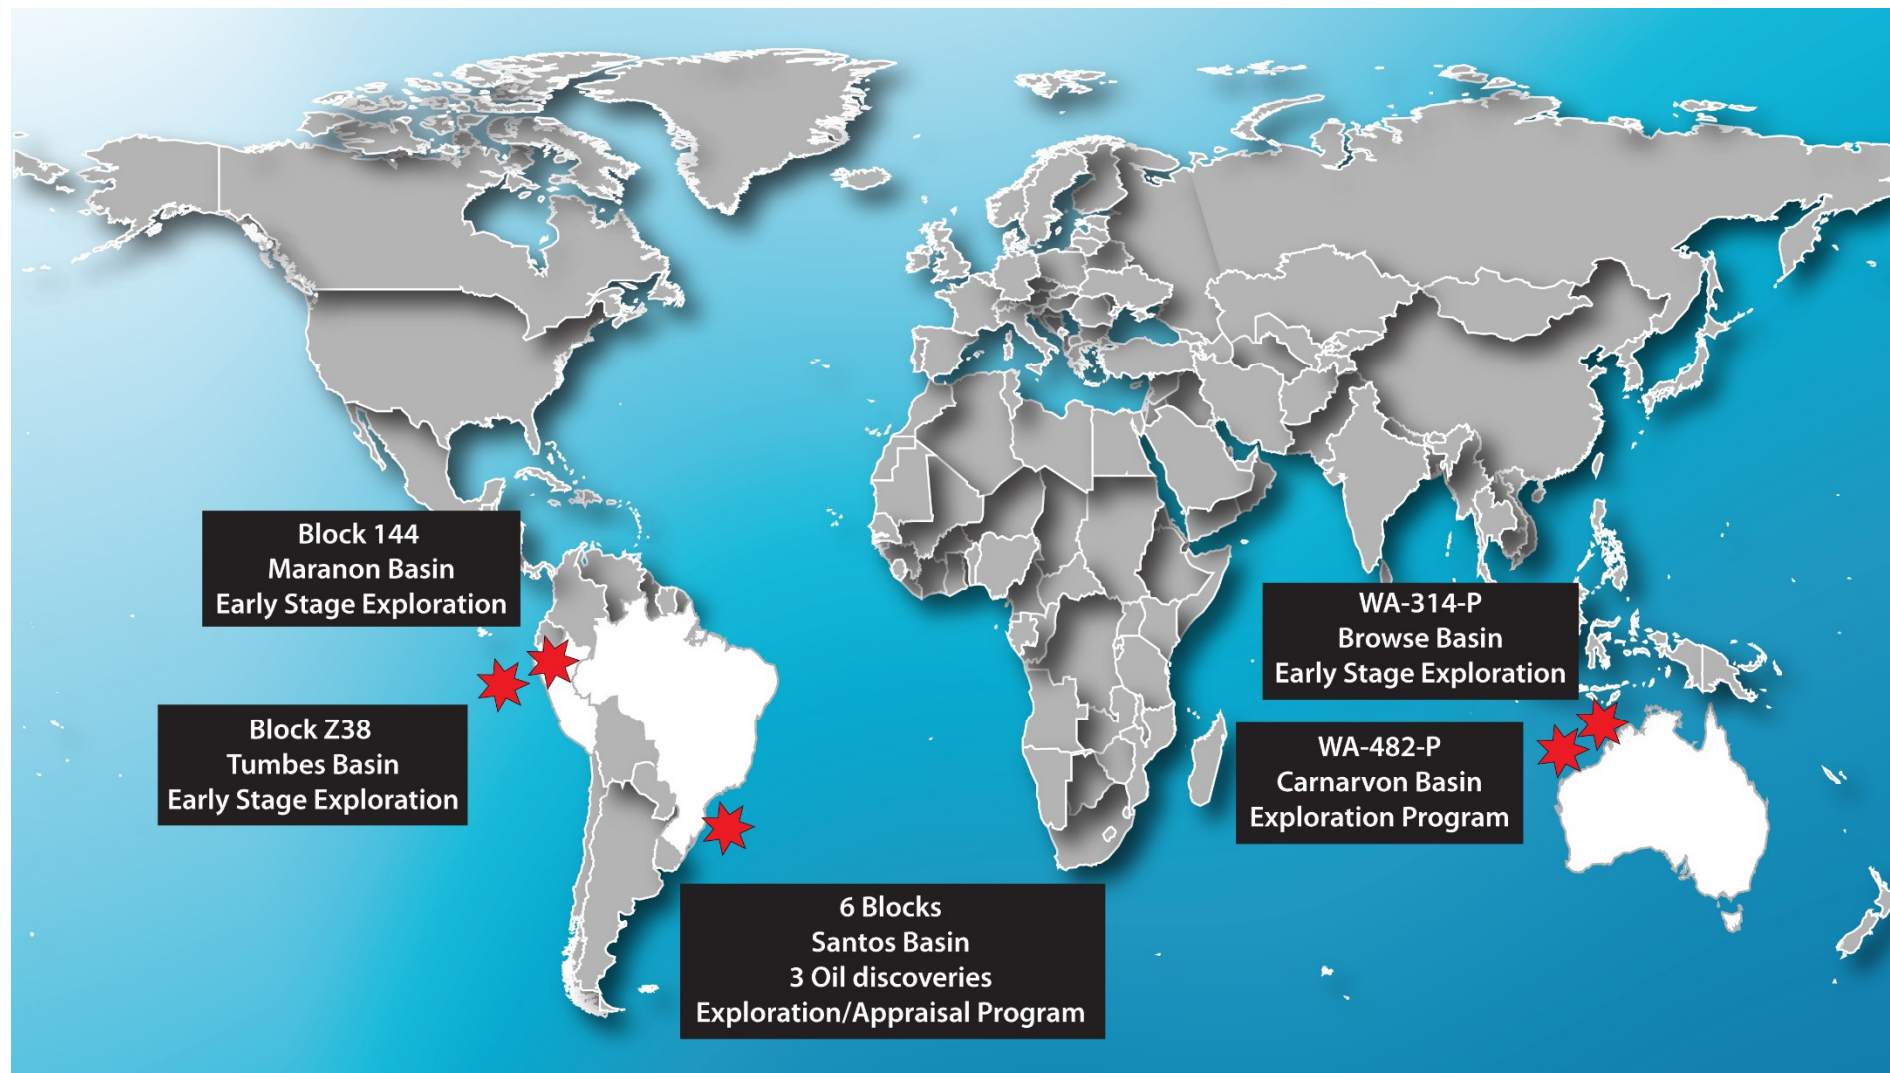 Block 144
Maranon Basin
Early Stage Exploration
Block Z38
Tumbes Basin
Early Stage Exploration
6 Blocks
Santos Basin
3 Oil discoveries
Exploration/Appraisal Program
WA-314-P
Browse Basin
Early Stage Exploration
WA-482-P
Carnarvon Basin
Exploration Program